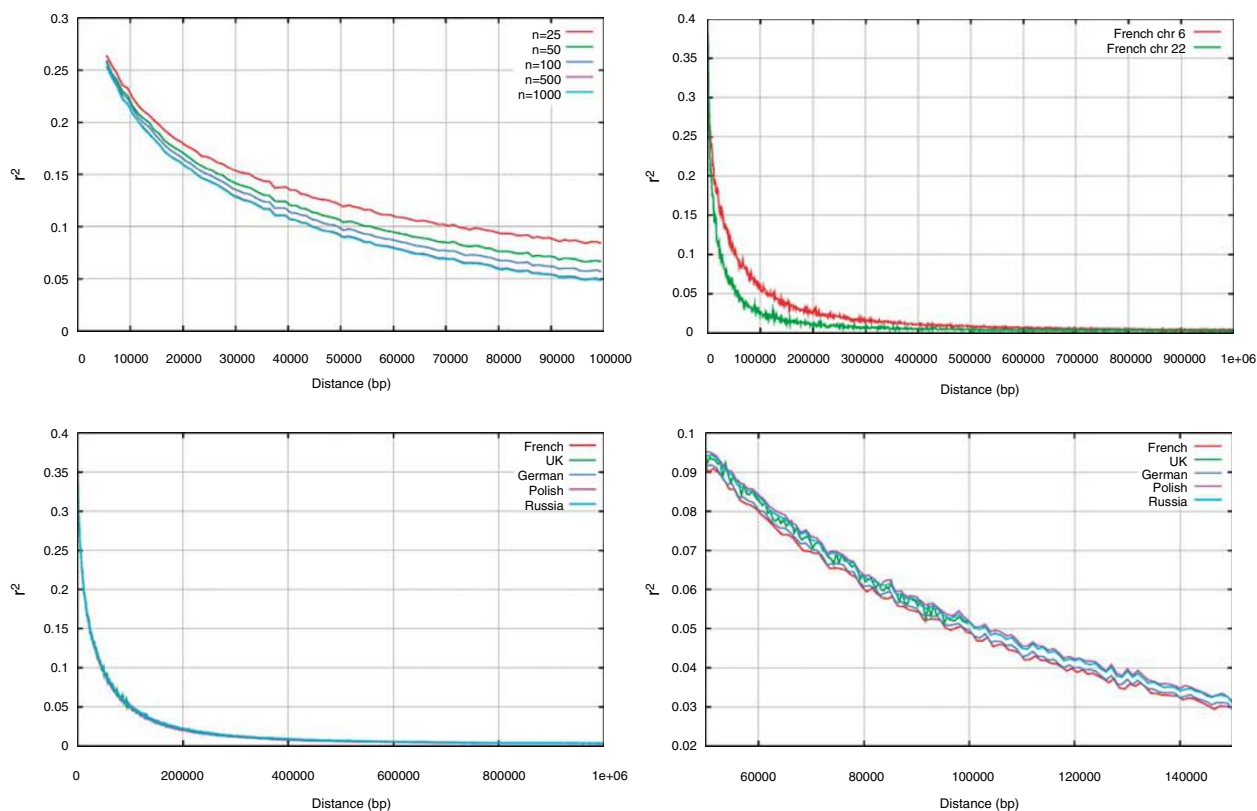 0.3
0.25
0.2
0.15
0.1
0.05
0
r²
n=25
n=50
n=100
n=500
n=1000
0 10000 20000 30000 40000 50000 60000 70000 80000 90000 100000
Distance (bp)
0.4
0.35
0.3
0.25
0.2
0.15
0.1
0.05
0
r²
French chr 6
French chr 22
0 100000 200000 300000 400000 500000 600000 700000 800000 900000 1e+06
Distance (bp)
0.4
0.35
0.3
0.25
0.2
0.15
0.1
0.05
0
r²
French
UK
German
Polish
Russia
0 200000 400000 600000 800000 1e+06
Distance (bp)
0.1
0.09
0.08
0.07
0.06
0.05
0.04
0.03
0.02
r²
French
UK
German
Polish
Russia
60000 80000 100000 120000 140000
Distance (bp)